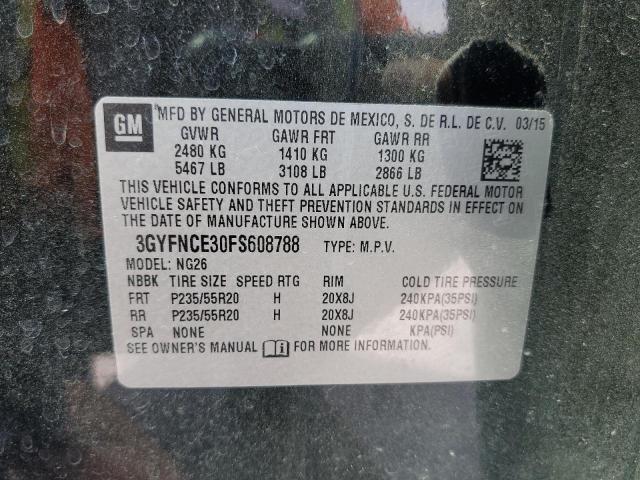 GM MFD BY GENERAL MOTORS DE MEXICO, S. DE R.L. DE C.V. 03/15
GVWR GAWR FRT GAWR RR
2480 KG 1410 KG 1300 KG
5467 LB 3108 LB 2866 LB
THIS VEHICLE CONFORMS TO ALL APPLICABLE U.S. FEDERAL MOTOR
VEHICLE SAFETY AND THEFT PREVENTION STANDARDS IN EFFECT ON
THE DATE OF MANUFACTURE SHOWN ABOVE.
3GYFNCE30FS608788 TYPE: M.P.V.
MODEL: NG26
NBBK TIRE SIZE SPEED RTG RIM COLD TIRE PRESSURE
FRT P235/55R20 H 20X8J 240KPA(35PSI)
RR P235/55R20 H 20X8J 240KPA(35PSI)
SPA NONE NONE KPA(PSI)
SEE OWNER'S MANUAL i FOR MORE INFORMATION.